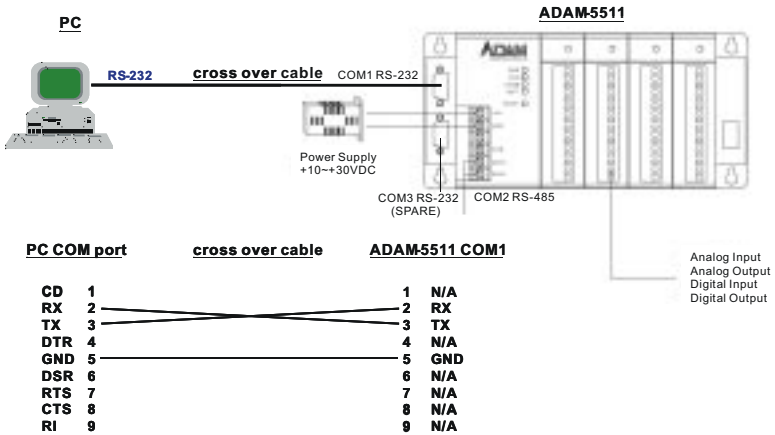 ADAM-5511
PC
ADAM
RS-232
cross over cable
COM1 RS-232
Power Supply
+10~+30VDC
COM3 RS-232
(SPARE)
COM2 RS-485
Analog Input
Analog Output
Digital Input
Digital Output
PC COM port
cross over cable
ADAM-5511 COM1
CD 1 1 N/A
RX 2 2 RX
TX 3 3 TX
DTR 4 4 N/A
GND 5 5 GND
DSR 6 6 N/A
RTS 7 7 N/A
CTS 8 8 N/A
RI 9 9 N/A